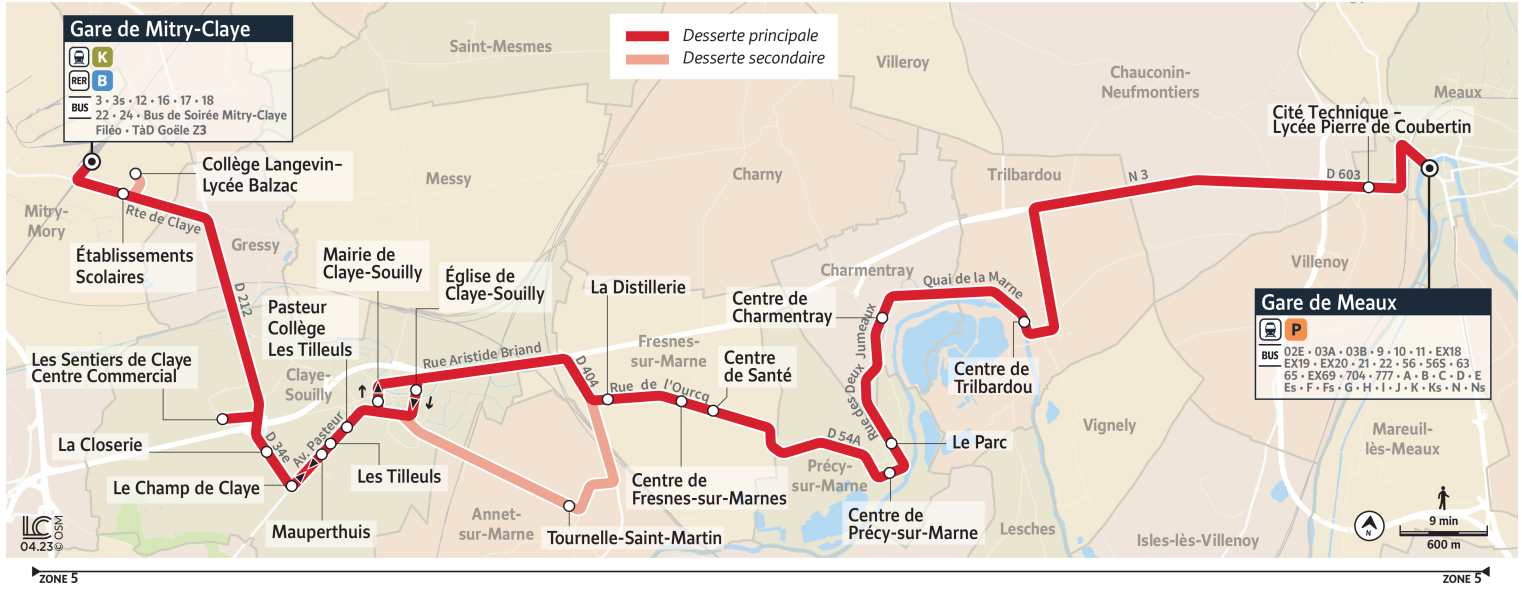 Gare de Mitry-Claye
K
RER B
BUS
3 • 3s • 12 • 16 • 17 • 18
22 • 24 • Bus de Soirée Mitry-Claye
Filéo • TàD Goële Z3
Desserte principale
Desserte secondaire
Saint-Mesmes
Villeroy
Chauconin-
Neufmontiers
Meaux
Cité Technique –
Lycée Pierre de Coubertin
Collège Langevin–
Lycée Balzac
Messy
Charny
Trilbardou
N 3
D 603
Mitry-
Mory
Rte de Claye
Gressy
Établissements
Scolaires
Mairie de
Claye-Souilly
Église de
Claye-Souilly
Charmentray
Villenoy
Quai de la Marne
D 212
Pasteur
Collège
Les Tilleuls
La Distillerie
Centre de
Charmentray
Gare de Meaux
P
BUS
02E • 03A • 03B • 9 • 10 • 11 • EX18
EX19 • EX20 • 21 • 22 • 56 • 56S • 63
65 • EX69 • 704 • 777 • A • B • C • D • E
Es • F • Fs • G • H • I • J • K • Ks • N • Ns
Les Sentiers de Claye
Centre Commercial
Claye-
Souilly
Rue Aristide Briand
D 404
Fresnes-
sur-Marne
Centre
de Santé
Rue des Deux Jumeaux
Centre de
Trilbardou
Rue de l'Ourcq
La Closerie
D 34e
Av. Pasteur
D 54A
Le Parc
Vignely
Mareuil-
lès-Meaux
Le Champ de Claye
Les Tilleuls
Centre de
Fresnes-sur-Marnes
Précy-
sur-Marne
Mauperthuis
Annet-
sur-Marne
Tournelle-Saint-Martin
Centre de
Précy-sur-Marne
Lesches
Isles-lès-Villenoy
N
9 min
600 m
LC
04.23
© OSM
ZONE 5
ZONE 5